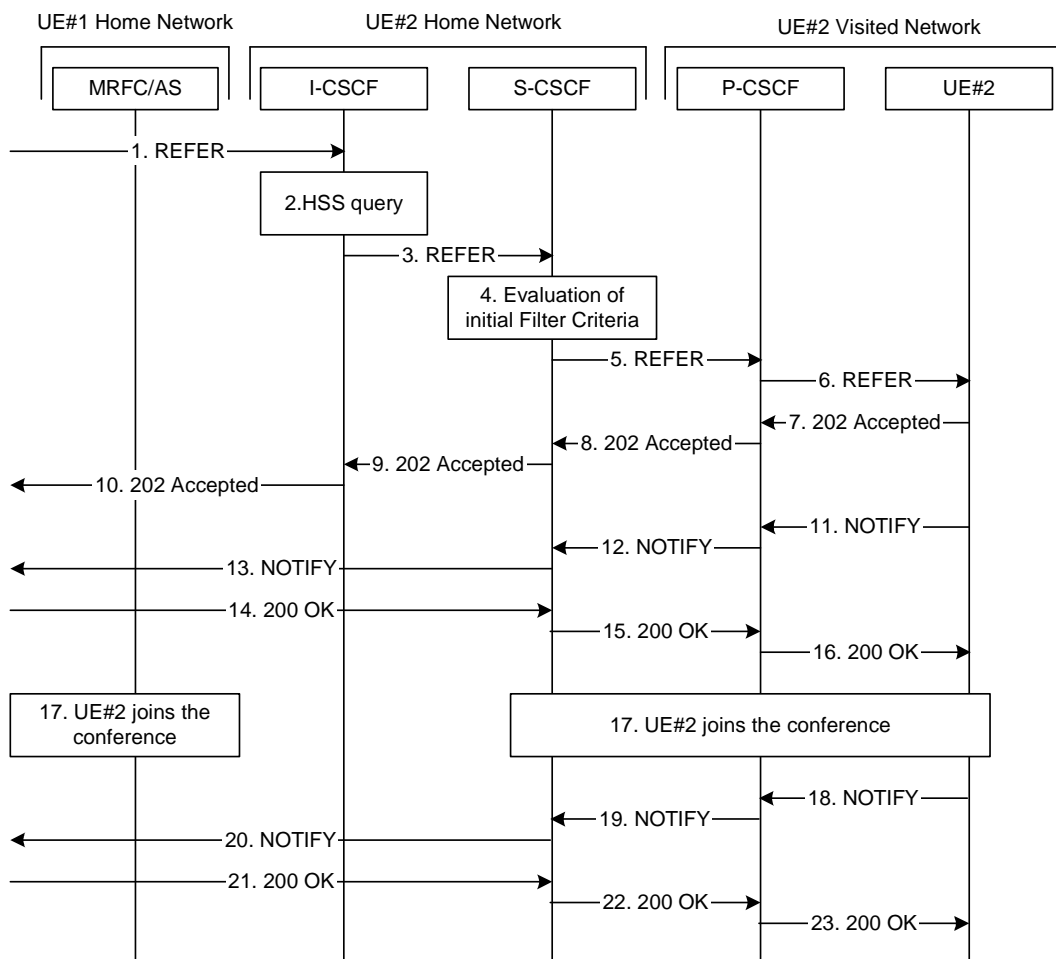 UE#1 Home Network
UE#2 Home Network
UE#2 Visited Network
MRFC/AS
I-CSCF
S-CSCF
P-CSCF
UE#2
1. REFER
2.HSS query
3. REFER
4. Evaluation of
initial Filter Criteria
5. REFER
6. REFER
7. 202 Accepted
8. 202 Accepted
9. 202 Accepted
10. 202 Accepted
11. NOTIFY
12. NOTIFY
13. NOTIFY
14. 200 OK
15. 200 OK
16. 200 OK
17. UE#2 joins the
conference
17. UE#2 joins the conference
18. NOTIFY
19. NOTIFY
20. NOTIFY
21. 200 OK
22. 200 OK
23. 200 OK